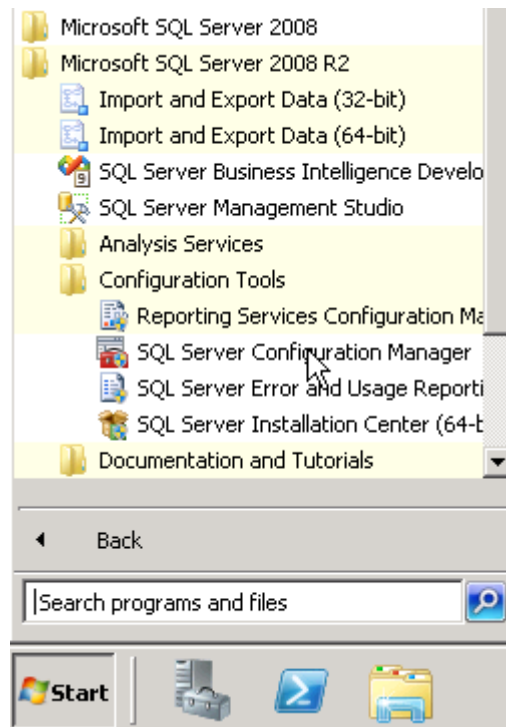 Microsoft SQL Server 2008
Microsoft SQL Server 2008 R2
Import and Export Data (32-bit)
Import and Export Data (64-bit)
SQL Server Business Intelligence Develo
SQL Server Management Studio
Analysis Services
Configuration Tools
Reporting Services Configuration Ma
SQL Server Configuration Manager
SQL Server Error and Usage Reporti
SQL Server Installation Center (64-b
Documentation and Tutorials
Back
Search programs and files
Start